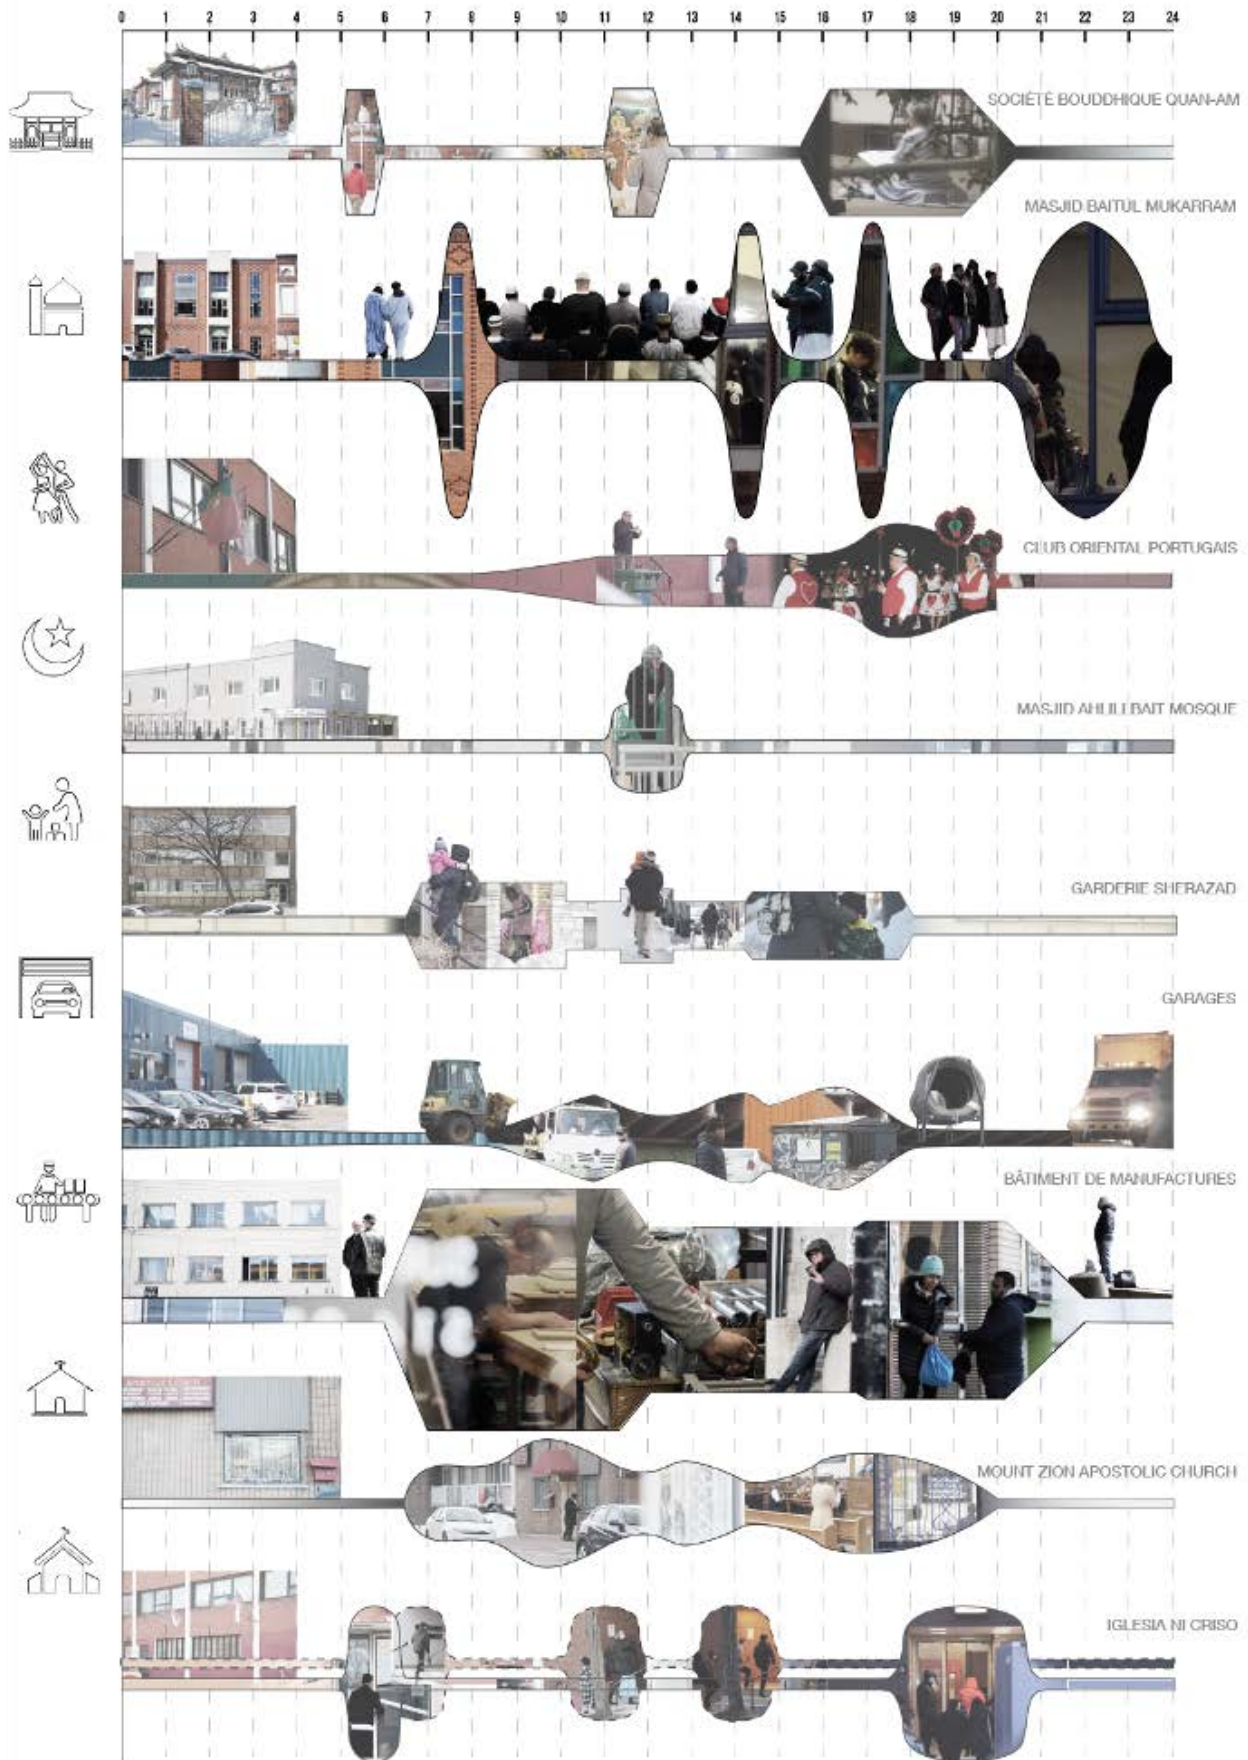 0 1 2 3 4 5 6 7 8 9 10 11 12 13 14 15 16 17 18 19 20 21 22 23 24
SOCIÉTÉ BOUDDHIQUE QUAN-AM
MASJID BAITUL MUKARRAM
CLUB ORIENTAL PORTUGAIS
MASJID AHLILLBAIT MOSQUE
GARDERIE SHERAZAD
GARAGES
BÂTIMENT DE MANUFACTURES
MOUNT ZION APOSTOLIC CHURCH
IGLESIA NI CRISO